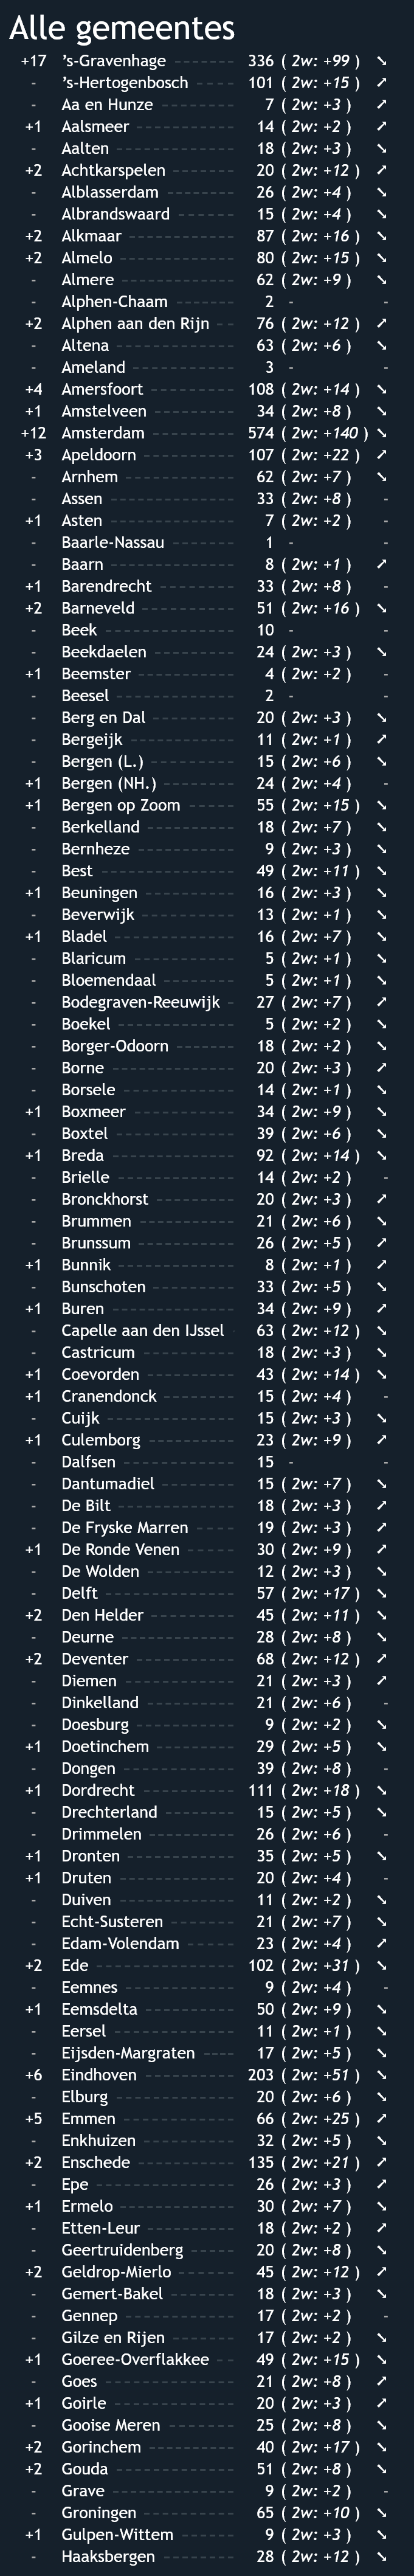 Alle gemeentes
+17 's-Gravenhage 336 ( 2w: +99 ) ↘
- 's-Hertogenbosch 101 ( 2w: +15 ) ↗
- Aa en Hunze 7 ( 2w: +3 ) ↗
+1 Aalsmeer 14 ( 2w: +2 ) ↗
- Aalten 18 ( 2w: +3 ) ↘
+2 Achtkarspelen 20 ( 2w: +12 ) ↗
- Alblasserdam 26 ( 2w: +4 ) ↘
- Albrandswaard 15 ( 2w: +4 ) ↘
+2 Alkmaar 87 ( 2w: +16 ) ↘
+2 Almelo 80 ( 2w: +15 ) ↘
- Almere 62 ( 2w: +9 ) ↘
- Alphen-Chaam 2 - -
+2 Alphen aan den Rijn 76 ( 2w: +12 ) ↗
- Altena 63 ( 2w: +6 ) ↘
- Ameland 3 - -
+4 Amersfoort 108 ( 2w: +14 ) ↘
+1 Amstelveen 34 ( 2w: +8 ) ↘
+12 Amsterdam 574 ( 2w: +140 ) ↘
+3 Apeldoorn 107 ( 2w: +22 ) ↗
- Arnhem 62 ( 2w: +7 ) ↘
- Assen 33 ( 2w: +8 ) -
+1 Asten 7 ( 2w: +2 ) -
- Baarle-Nassau 1 - -
- Baarn 8 ( 2w: +1 ) ↗
+1 Barendrecht 33 ( 2w: +8 ) -
+2 Barneveld 51 ( 2w: +16 ) ↘
- Beek 10 - -
- Beekdaelen 24 ( 2w: +3 ) ↘
+1 Beemster 4 ( 2w: +2 ) -
- Beesel 2 - -
- Berg en Dal 20 ( 2w: +3 ) ↘
- Bergeijk 11 ( 2w: +1 ) ↗
- Bergen (L.) 15 ( 2w: +6 ) ↘
+1 Bergen (NH.) 24 ( 2w: +4 ) -
+1 Bergen op Zoom 55 ( 2w: +15 ) ↘
- Berkelland 18 ( 2w: +7 ) ↘
- Bernheze 9 ( 2w: +3 ) ↘
- Best 49 ( 2w: +11 ) ↘
+1 Beuningen 16 ( 2w: +3 ) ↘
- Beverwijk 13 ( 2w: +1 ) ↘
+1 Bladel 16 ( 2w: +7 ) ↘
- Blaricum 5 ( 2w: +1 ) ↘
- Bloemendaal 5 ( 2w: +1 ) ↘
- Bodegraven-Reeuwijk 27 ( 2w: +7 ) ↗
- Boekel 5 ( 2w: +2 ) ↘
- Borger-Odoorn 18 ( 2w: +2 ) ↘
- Borne 20 ( 2w: +3 ) ↗
- Borsele 14 ( 2w: +1 ) ↘
+1 Boxmeer 34 ( 2w: +9 ) ↘
- Boxtel 39 ( 2w: +6 ) ↘
+1 Breda 92 ( 2w: +14 ) ↘
- Brielle 14 ( 2w: +2 ) -
- Bronckhorst 20 ( 2w: +3 ) ↗
- Brummen 21 ( 2w: +6 ) ↘
- Brunssum 26 ( 2w: +5 ) ↗
+1 Bunnik 8 ( 2w: +1 ) ↗
- Bunschoten 33 ( 2w: +5 ) ↘
+1 Buren 34 ( 2w: +9 ) ↗
- Capelle aan den IJssel 63 ( 2w: +12 ) ↘
- Castricum 18 ( 2w: +3 ) ↘
+1 Coevorden 43 ( 2w: +14 ) ↘
+1 Cranendonck 15 ( 2w: +4 ) -
- Cuijk 15 ( 2w: +3 ) ↘
+1 Culemborg 23 ( 2w: +9 ) ↗
- Dalfsen 15 - -
- Dantumadiel 15 ( 2w: +7 ) ↘
- De Bilt 18 ( 2w: +3 ) ↗
- De Fryske Marren 19 ( 2w: +3 ) ↗
+1 De Ronde Venen 30 ( 2w: +9 ) ↗
- De Wolden 12 ( 2w: +3 ) ↘
- Delft 57 ( 2w: +17 ) ↘
+2 Den Helder 45 ( 2w: +11 ) ↘
- Deurne 28 ( 2w: +8 ) ↘
+2 Deventer 68 ( 2w: +12 ) ↗
- Diemen 21 ( 2w: +3 ) ↗
- Dinkelland 21 ( 2w: +6 ) -
- Doesburg 9 ( 2w: +2 ) ↘
+1 Doetinchem 29 ( 2w: +5 ) ↘
- Dongen 39 ( 2w: +8 ) -
+1 Dordrecht 111 ( 2w: +18 ) ↘
- Drechterland 15 ( 2w: +5 ) ↘
- Drimmelen 26 ( 2w: +6 ) -
+1 Dronten 35 ( 2w: +5 ) ↘
+1 Druten 20 ( 2w: +4 ) -
- Duiven 11 ( 2w: +2 ) ↘
- Echt-Susteren 21 ( 2w: +7 ) ↘
- Edam-Volendam 23 ( 2w: +4 ) ↗
+2 Ede 102 ( 2w: +31 ) ↘
- Eemnes 9 ( 2w: +4 ) -
+1 Eemsdelta 50 ( 2w: +9 ) ↘
- Eersel 11 ( 2w: +1 ) ↘
- Eijsden-Margraten 17 ( 2w: +5 ) ↘
+6 Eindhoven 203 ( 2w: +51 ) ↘
- Elburg 20 ( 2w: +6 ) ↘
+5 Emmen 66 ( 2w: +25 ) ↗
- Enkhuizen 32 ( 2w: +5 ) ↘
+2 Enschede 135 ( 2w: +21 ) ↗
- Epe 26 ( 2w: +3 ) ↗
+1 Ermelo 30 ( 2w: +7 ) ↘
- Etten-Leur 18 ( 2w: +2 ) ↗
- Geertruidenberg 20 ( 2w: +8 ) ↘
+2 Geldrop-Mierlo 45 ( 2w: +12 ) ↗
- Gemert-Bakel 18 ( 2w: +3 ) ↘
- Gennep 17 ( 2w: +2 ) -
- Gilze en Rijen 17 ( 2w: +2 ) ↘
+1 Goeree-Overflakkee 49 ( 2w: +15 ) ↘
- Goes 21 ( 2w: +8 ) ↗
+1 Goirle 20 ( 2w: +3 ) ↗
- Gooise Meren 25 ( 2w: +8 ) ↘
+2 Gorinchem 40 ( 2w: +17 ) ↘
+2 Gouda 51 ( 2w: +8 ) ↘
- Grave 9 ( 2w: +2 ) -
- Groningen 65 ( 2w: +10 ) ↘
+1 Gulpen-Wittem 9 ( 2w: +3 ) ↘
- Haaksbergen 28 ( 2w: +12 ) ↘